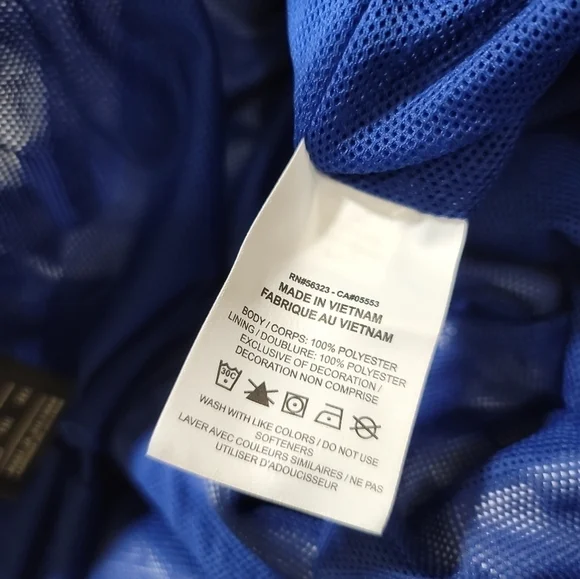 RN#56323 - CA#05553
MADE IN VIETNAM
FABRIQUE AU VIETNAM
BODY / CORPS: 100% POLYESTER
LINING / DOUBLURE: 100% POLYESTER
EXCLUSIVE OF DECORATION /
DECORATION NON COMPRISE
30C
WASH WITH LIKE COLORS / DO NOT USE
SOFTENERS
LAVER AVEC COULEURS SIMILAIRES / NE PAS
UTILISER D'ADOUCISSEUR